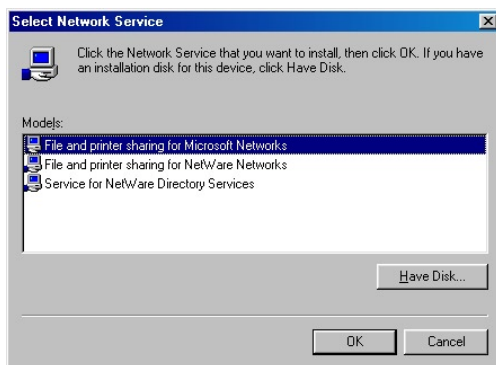 Select Network Service
Click the Network Service that you want to install, then click OK. If you have
an installation disk for this device, click Have Disk.
Models:
File and printer sharing for Microsoft Networks
File and printer sharing for NetWare Networks
Service for NetWare Directory Services
Have Disk...
OK
Cancel